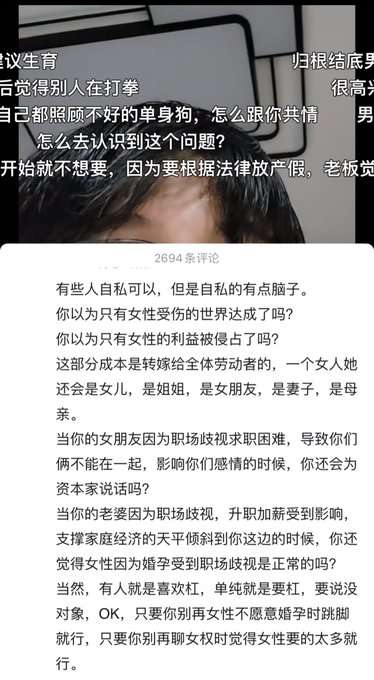 建议生育
归根结底男
后觉得别人在打拳
很高兴
自己都照顾不好的单身狗，怎么跟你共情
男
怎么去认识到这个问题？
开始就不想要，因为要根据法律放产假，老板觉
2694条评论
有些人自私可以，但是自私的有点脑子。
你以为只有女性受伤的世界达成了吗？
你以为只有女性的利益被侵占了吗？
这部分成本是转嫁给全体劳动者的，一个女人她
还会是女儿，是姐姐，是女朋友，是妻子，是母
亲。
当你的女朋友因为职场歧视求职困难，导致你们
俩不能在一起，影响你们感情的时候，你还会为
资本家说话吗？
当你的老婆因为职场歧视，升职加薪受到影响，
支撑家庭经济的天平倾斜到你这边的时候，你还
觉得女性因为婚孕受到职场歧视是正常的吗？
当然，有人就是喜欢杠，单纯就是要杠，要说没
对象，OK，只要你别再女性不愿意婚孕时跳脚
就行，只要你别再聊女权时觉得女性要的太多就
行。